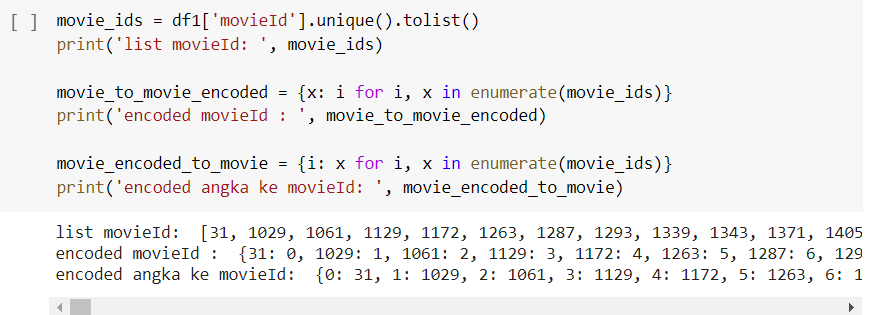 [ ] movie_ids = df1['movieId'].unique().tolist()
print('list movieId: ', movie_ids)
movie_to_movie_encoded = {x: i for i, x in enumerate(movie_ids)}
print('encoded movieId : ', movie_to_movie_encoded)
movie_encoded_to_movie = {i: x for i, x in enumerate(movie_ids)}
print('encoded angka ke movieId: ', movie_encoded_to_movie)
list movieId:  [31, 1029, 1061, 1129, 1172, 1263, 1287, 1293, 1339, 1343, 1371, 1405
encoded movieId :  {31: 0, 1029: 1, 1061: 2, 1129: 3, 1172: 4, 1263: 5, 1287: 6, 129
encoded angka ke movieId:  {0: 31, 1: 1029, 2: 1061, 3: 1129, 4: 1172, 5: 1263, 6: 1